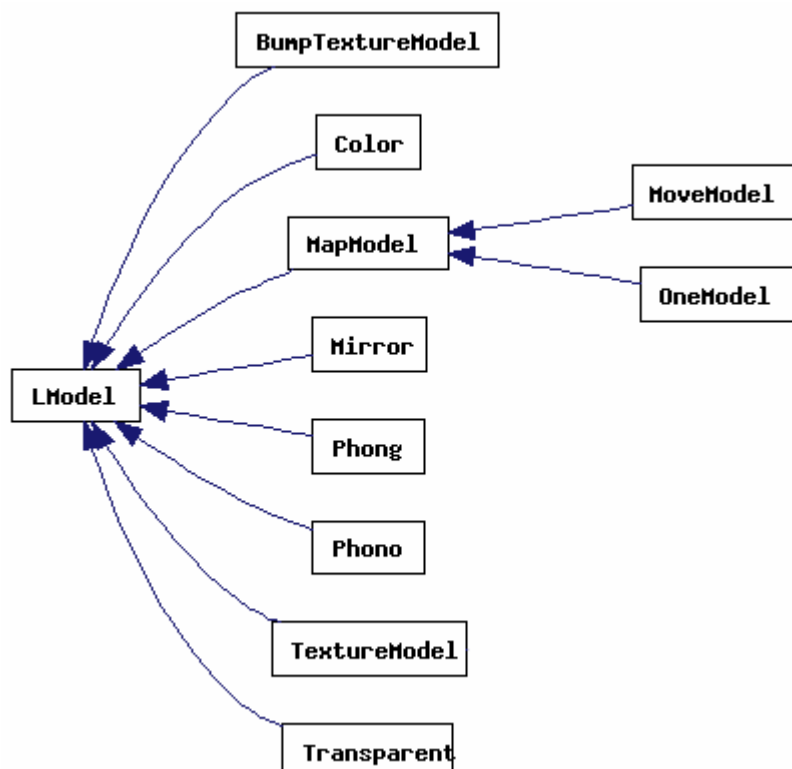 BumpTextureModel
Color
MoveModel
MapModel
OneModel
Mirror
LModel
Phong
Phono
TextureModel
Transparent